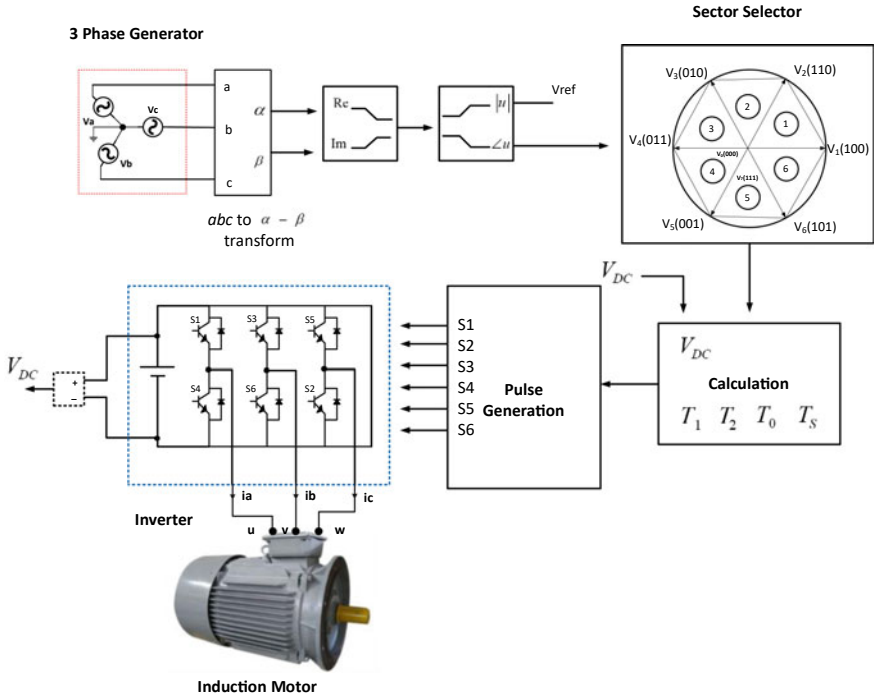 Sector Selector
3 Phase Generator
Va
Vc
Vb
a
b
c
α
β
abc to α - β
transform
Re
Im
|u|
∠u
Vref
V3(010)
V2(110)
V4(011)
V1(100)
V5(001)
V6(101)
V0(000)
V7(111)
2
3
1
4
6
5
VDC
VDC
Calculation
T1 T2 T0 TS
Pulse
Generation
S1
S2
S3
S4
S5
S6
S1
S3
S5
S4
S6
S2
VDC
+
−
ia
ib
ic
Inverter
u
v
w
Induction Motor